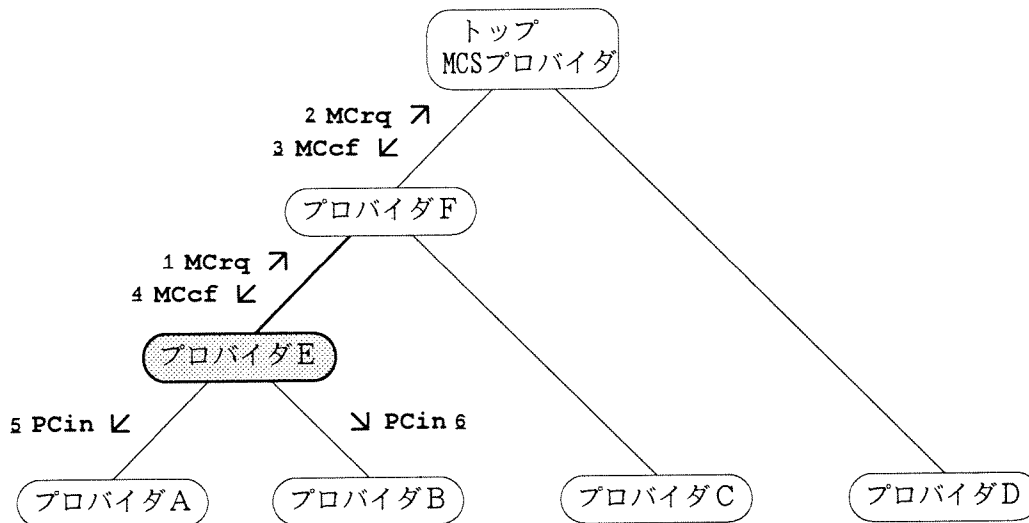 トップ
MCSプロバイダ
2 MCrq ↗
3 MCcf ↙
プロバイダF
1 MCrq ↗
4 MCcf ↙
プロバイダE
5 PCin ↙
↘ PCin 6
プロバイダA
プロバイダB
プロバイダC
プロバイダD